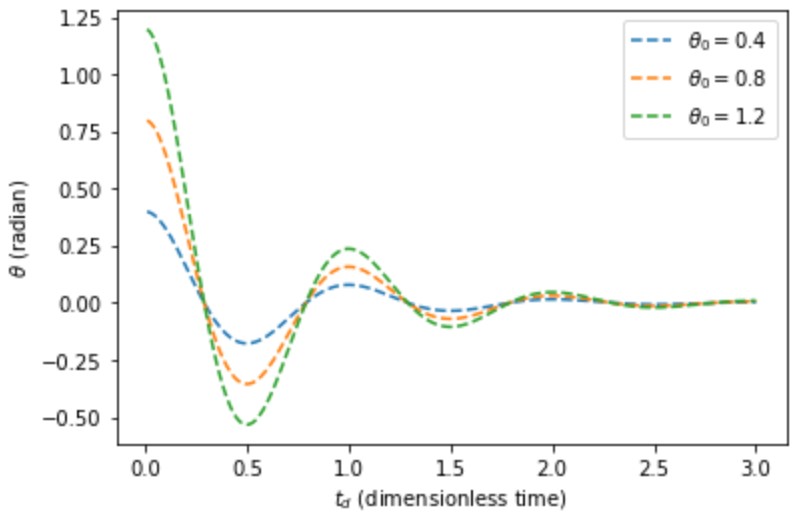 1.25
1.00
0.75
0.50
0.25
0.00
−0.25
−0.50
θ (radian)
θ₀ = 0.4
θ₀ = 0.8
θ₀ = 1.2
0.0 0.5 1.0 1.5 2.0 2.5 3.0
t_d (dimensionless time)